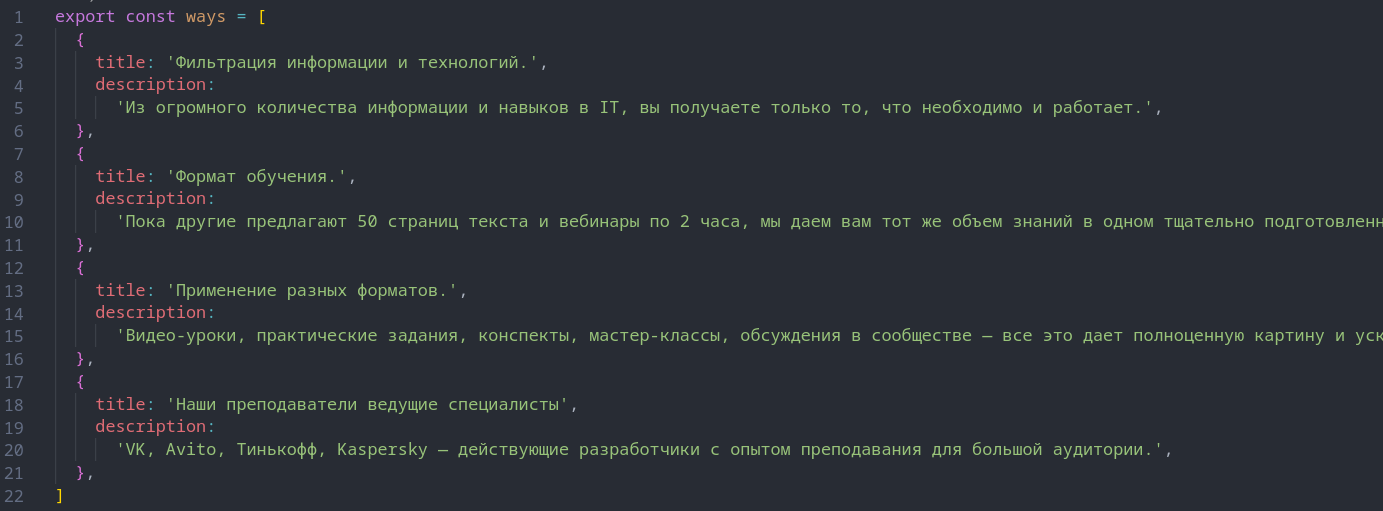 1 export const ways = [
2 {
3 title: 'Фильтрация информации и технологий.',
4 description:
5 'Из огромного количества информации и навыков в IT, вы получаете только то, что необходимо и работает.',
6 },
7 {
8 title: 'Формат обучения.',
9 description:
10 'Пока другие предлагают 50 страниц текста и вебинары по 2 часа, мы даем вам тот же объем знаний в одном тщательно подготовленн
11 },
12 {
13 title: 'Применение разных форматов.',
14 description:
15 'Видео-уроки, практические задания, конспекты, мастер-классы, обсуждения в сообществе — все это дает полноценную картину и уск
16 },
17 {
18 title: 'Наши преподаватели ведущие специалисты',
19 description:
20 'VK, Avito, Тинькофф, Kaspersky — действующие разработчики с опытом преподавания для большой аудитории.',
21 },
22 ]